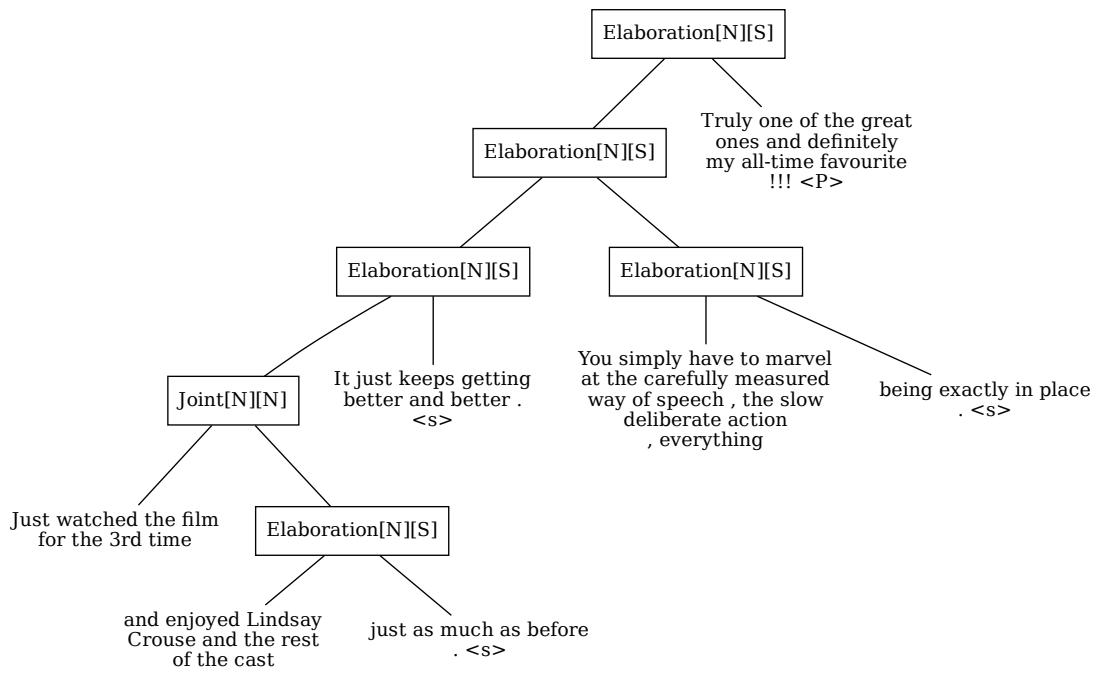 Elaboration[N][S]
Truly one of the great
ones and definitely
my all-time favourite
!!! <P>
Elaboration[N][S]
Elaboration[N][S]
Elaboration[N][S]
Joint[N][N]
It just keeps getting
better and better .
<s>
You simply have to marvel
at the carefully measured
way of speech , the slow
deliberate action
, everything
being exactly in place
. <s>
Just watched the film
for the 3rd time
Elaboration[N][S]
and enjoyed Lindsay
Crouse and the rest
of the cast
just as much as before
. <s>